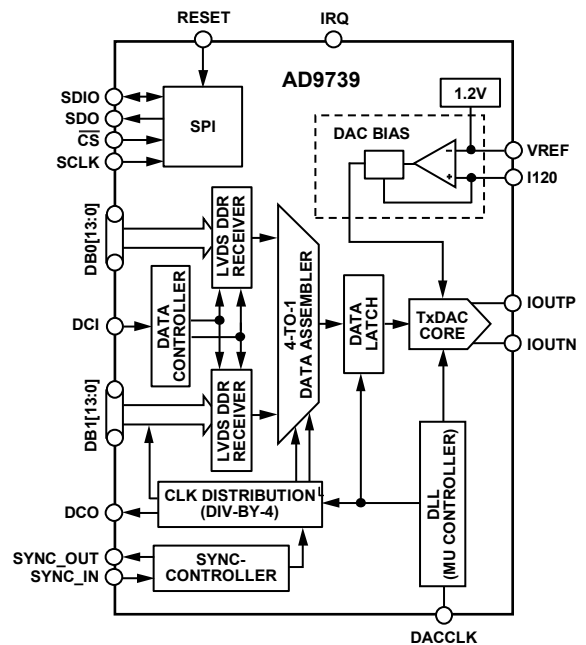 RESET
IRQ
AD9739
1.2V
SDIO
SDO
CS
SCLK
SPI
DAC BIAS
VREF
I120
DB0[13:0]
LVDS DDR
RECEIVER
DCI
DATA
CONTROLLER
4-TO-1
DATA ASSEMBLER
DATA
LATCH
TxDAC
CORE
IOUTP
IOUTN
DB1[13:0]
LVDS DDR
RECEIVER
DCO
CLK DISTRIBUTION
(DIV-BY-4)
DLL
(MU CONTROLLER)
SYNC_OUT
SYNC_IN
SYNC-
CONTROLLER
DACCLK